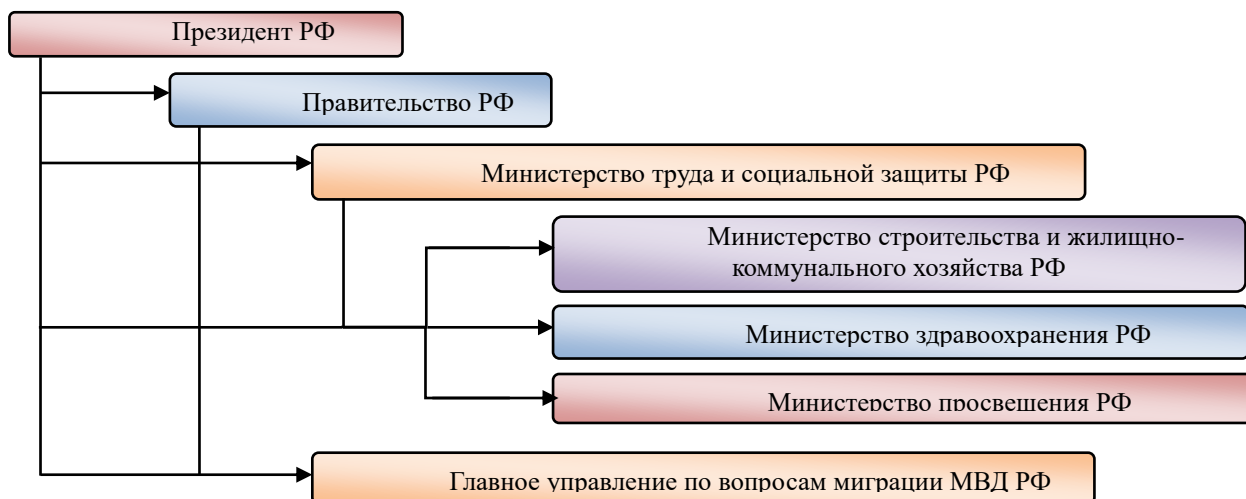 Президент РФ
Правительство РФ
Министерство труда и социальной защиты РФ
Министерство строительства и жилищно-
коммунального хозяйства РФ
Министерство здравоохранения РФ
Министерство просвещения РФ
Главное управление по вопросам миграции МВД РФ